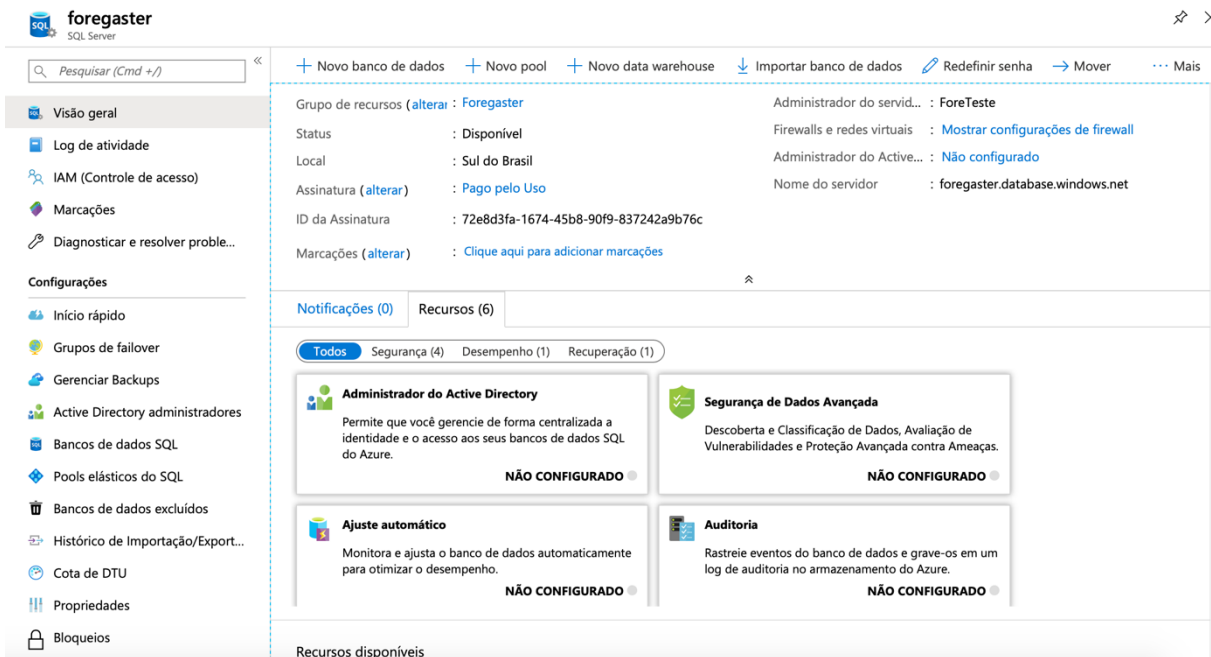 foregaster
SQL Server
Pesquisar (Cmd +/)
Visão geral
Log de atividade
IAM (Controle de acesso)
Marcações
Diagnosticar e resolver proble...
Configurações
Início rápido
Grupos de failover
Gerenciar Backups
Active Directory administradores
Bancos de dados SQL
Pools elásticos do SQL
Bancos de dados excluídos
Histórico de Importação/Export...
Cota de DTU
Propriedades
Bloqueios
Novo banco de dados Novo pool Novo data warehouse Importar banco de dados Redefinir senha Mover ... Mais
Grupo de recursos (alterar : Foregaster
Status : Disponível
Local : Sul do Brasil
Assinatura (alterar) : Pago pelo Uso
ID da Assinatura : 72e8d3fa-1674-45b8-90f9-837242a9b76c
Marcações (alterar) : Clique aqui para adicionar marcações
Administrador do servid... : ForeTeste
Firewalls e redes virtuais : Mostrar configurações de firewall
Administrador do Active... : Não configurado
Nome do servidor : foregaster.database.windows.net
Notificações (0) Recursos (6)
Todos Segurança (4) Desempenho (1) Recuperação (1)
Administrador do Active Directory
Permite que você gerencie de forma centralizada a
identidade e o acesso aos seus bancos de dados SQL
do Azure.
NÃO CONFIGURADO
Segurança de Dados Avançada
Descoberta e Classificação de Dados, Avaliação de
Vulnerabilidades e Proteção Avançada contra Ameaças.
NÃO CONFIGURADO
Ajuste automático
Monitora e ajusta o banco de dados automaticamente
para otimizar o desempenho.
NÃO CONFIGURADO
Auditoria
Rastreie eventos do banco de dados e grave-os em um
log de auditoria no armazenamento do Azure.
NÃO CONFIGURADO
Recursos disponíveis